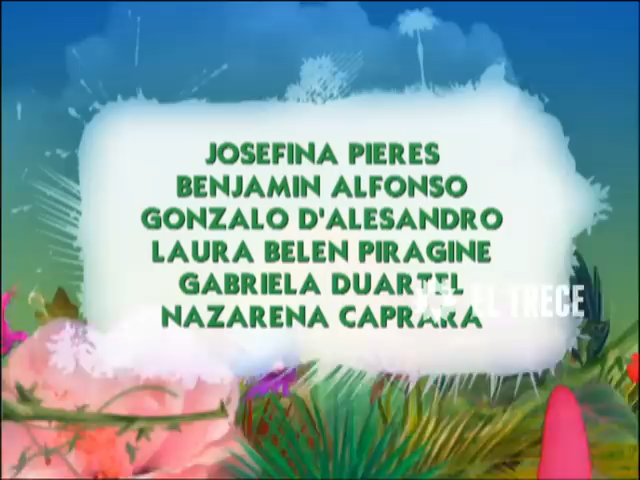 JOSEFINA PIERES
BENJAMIN ALFONSO
GONZALO D'ALESANDRO
LAURA BELEN PIRAGINE
GABRIELA DUARTEL
NAZARENA CAPRARA
EL TRECE